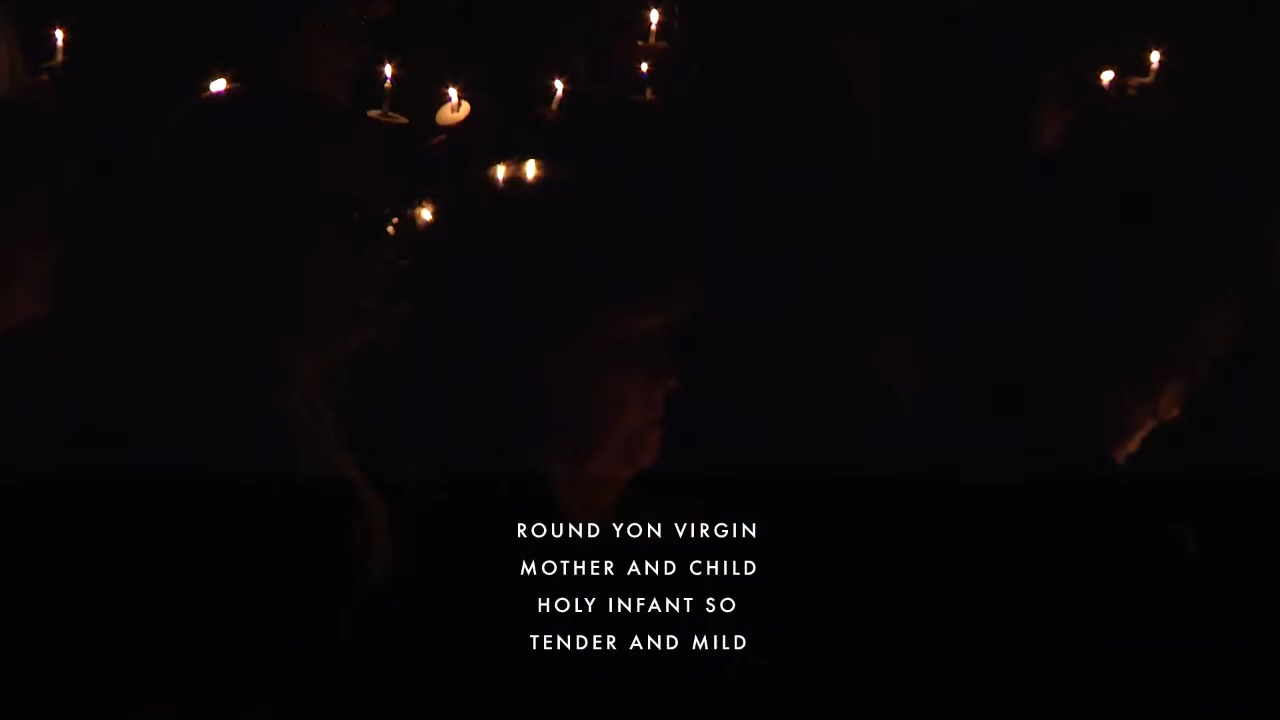 ROUND YON VIRGIN
MOTHER AND CHILD
HOLY INFANT SO
TENDER AND MILD